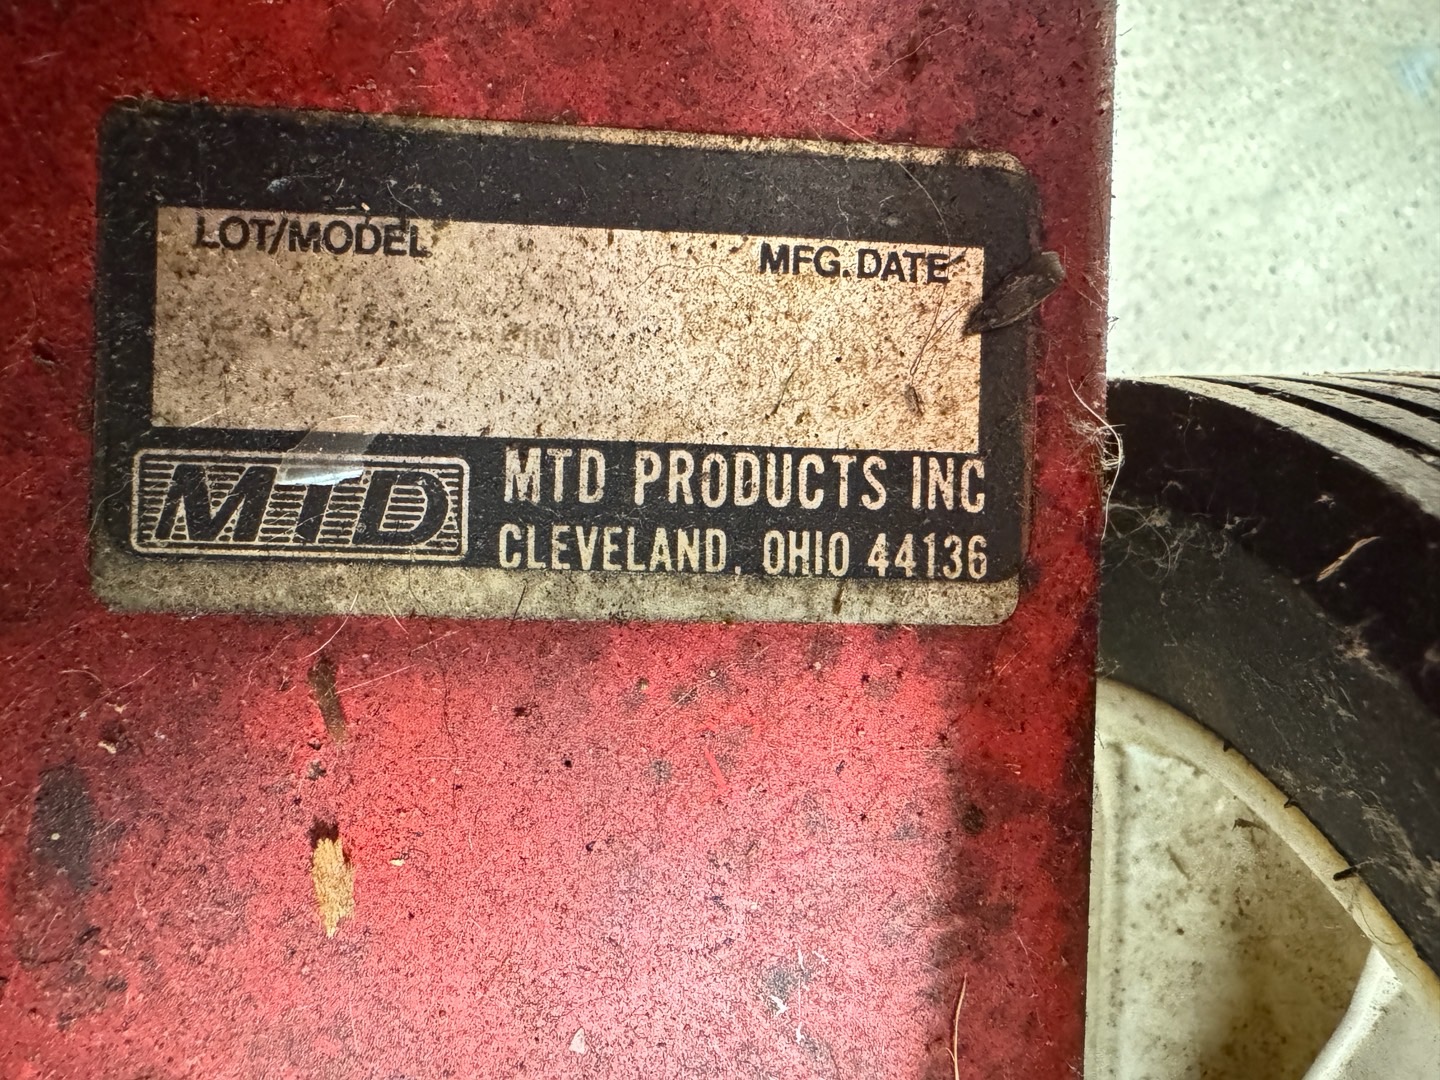 LOT/MODEL MFG. DATE
MTD MTD PRODUCTS INC
CLEVELAND, OHIO 44136